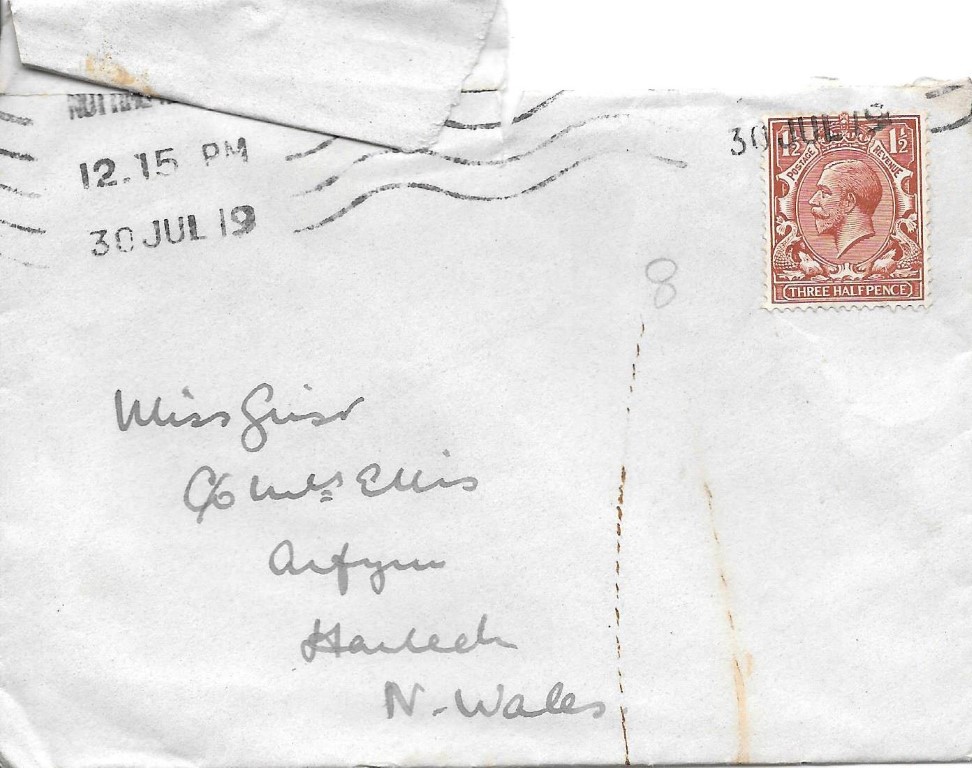 12.15 PM
30 JUL 19
30 JUL 19
1½ 1½
POSTAGE REVENUE
THREE HALFPENCE
8
Miss
C/o Mrs Ellis
Harlech
N. Wales